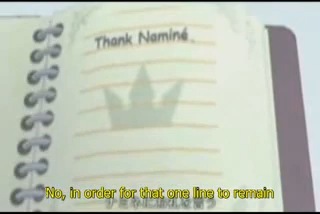 Thank Naminé.
No, in order for that one line to remain